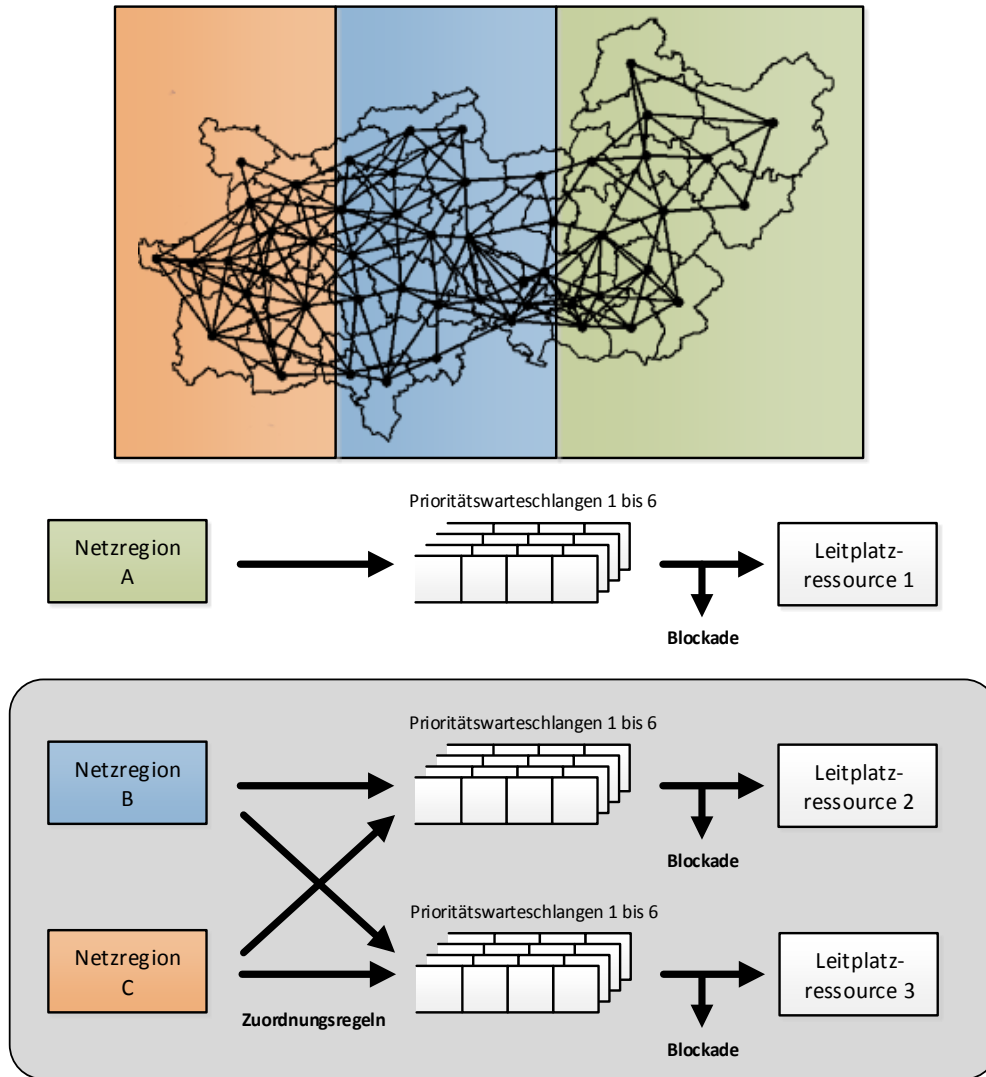 Prioritätswarteschlangen 1 bis 6
Netzregion
A
Leitplatz-
ressource 1
Blockade
Prioritätswarteschlangen 1 bis 6
Netzregion
B
Leitplatz-
ressource 2
Blockade
Prioritätswarteschlangen 1 bis 6
Netzregion
C
Leitplatz-
ressource 3
Zuordnungsregeln
Blockade